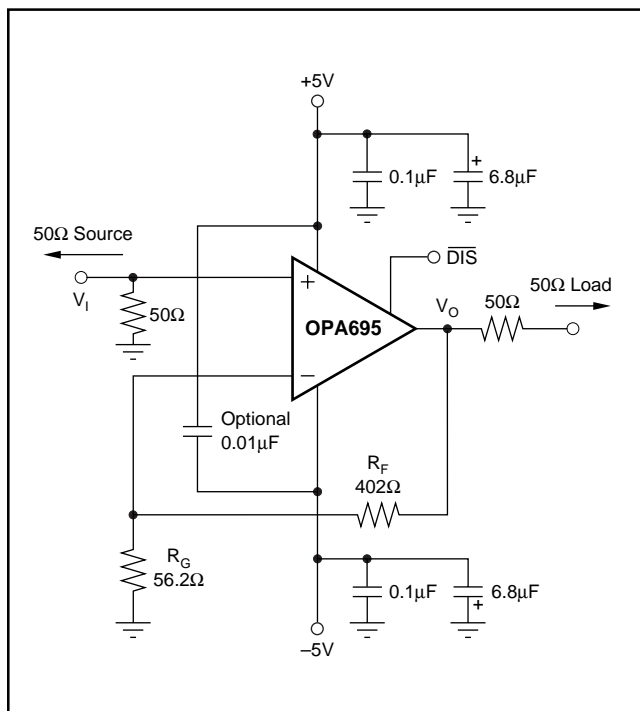 +5V
+
0.1µF
6.8µF
50Ω Source
DIS
V_I
+
50Ω
OPA695
V_O
50Ω
50Ω Load
−
Optional
0.01µF
R_F
402Ω
R_G
56.2Ω
0.1µF
6.8µF
+
–5V